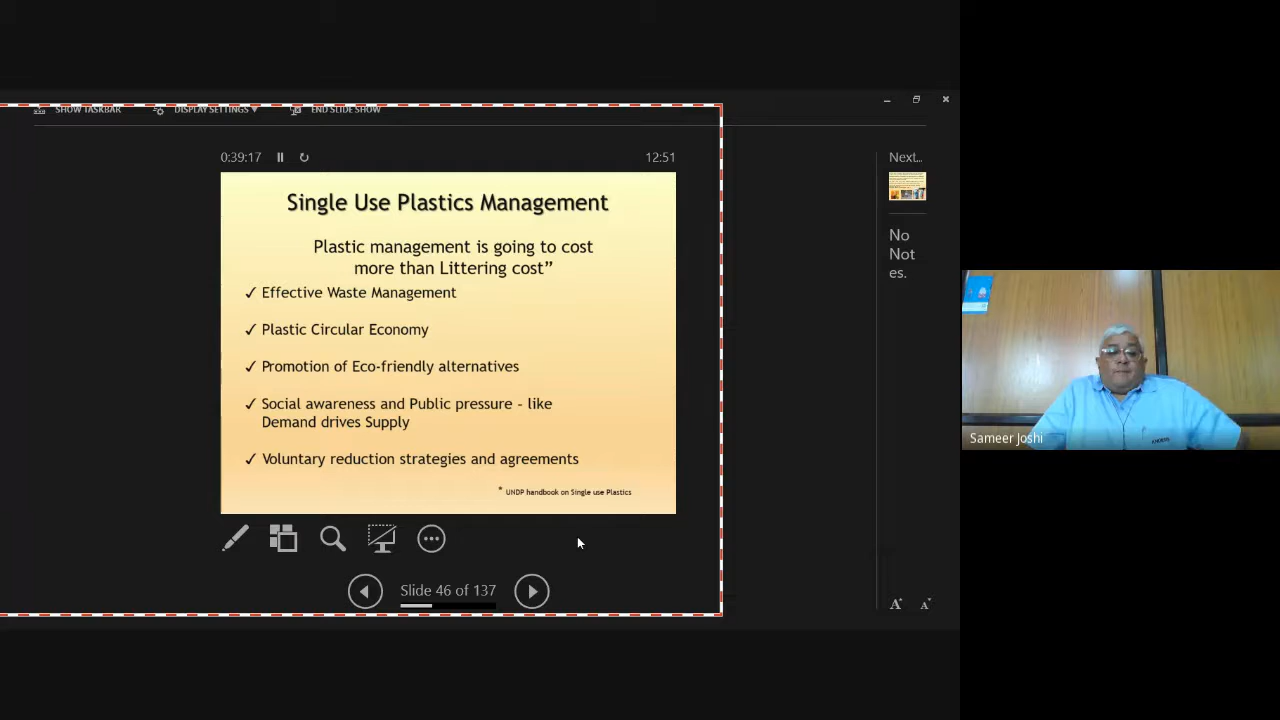 SHOW TASKBAR
DISPLAY SETTINGS
END SLIDE SHOW
0:39:17
12:51
Next...
Single Use Plastics Management
Plastic management is going to cost
more than Littering cost”
✓ Effective Waste Management
✓ Plastic Circular Economy
✓ Promotion of Eco-friendly alternatives
✓ Social awareness and Public pressure – like
Demand drives Supply
✓ Voluntary reduction strategies and agreements
* UNDP handbook on Single use Plastics
No
Not
es.
Slide 46 of 137
A
A
Sameer Joshi